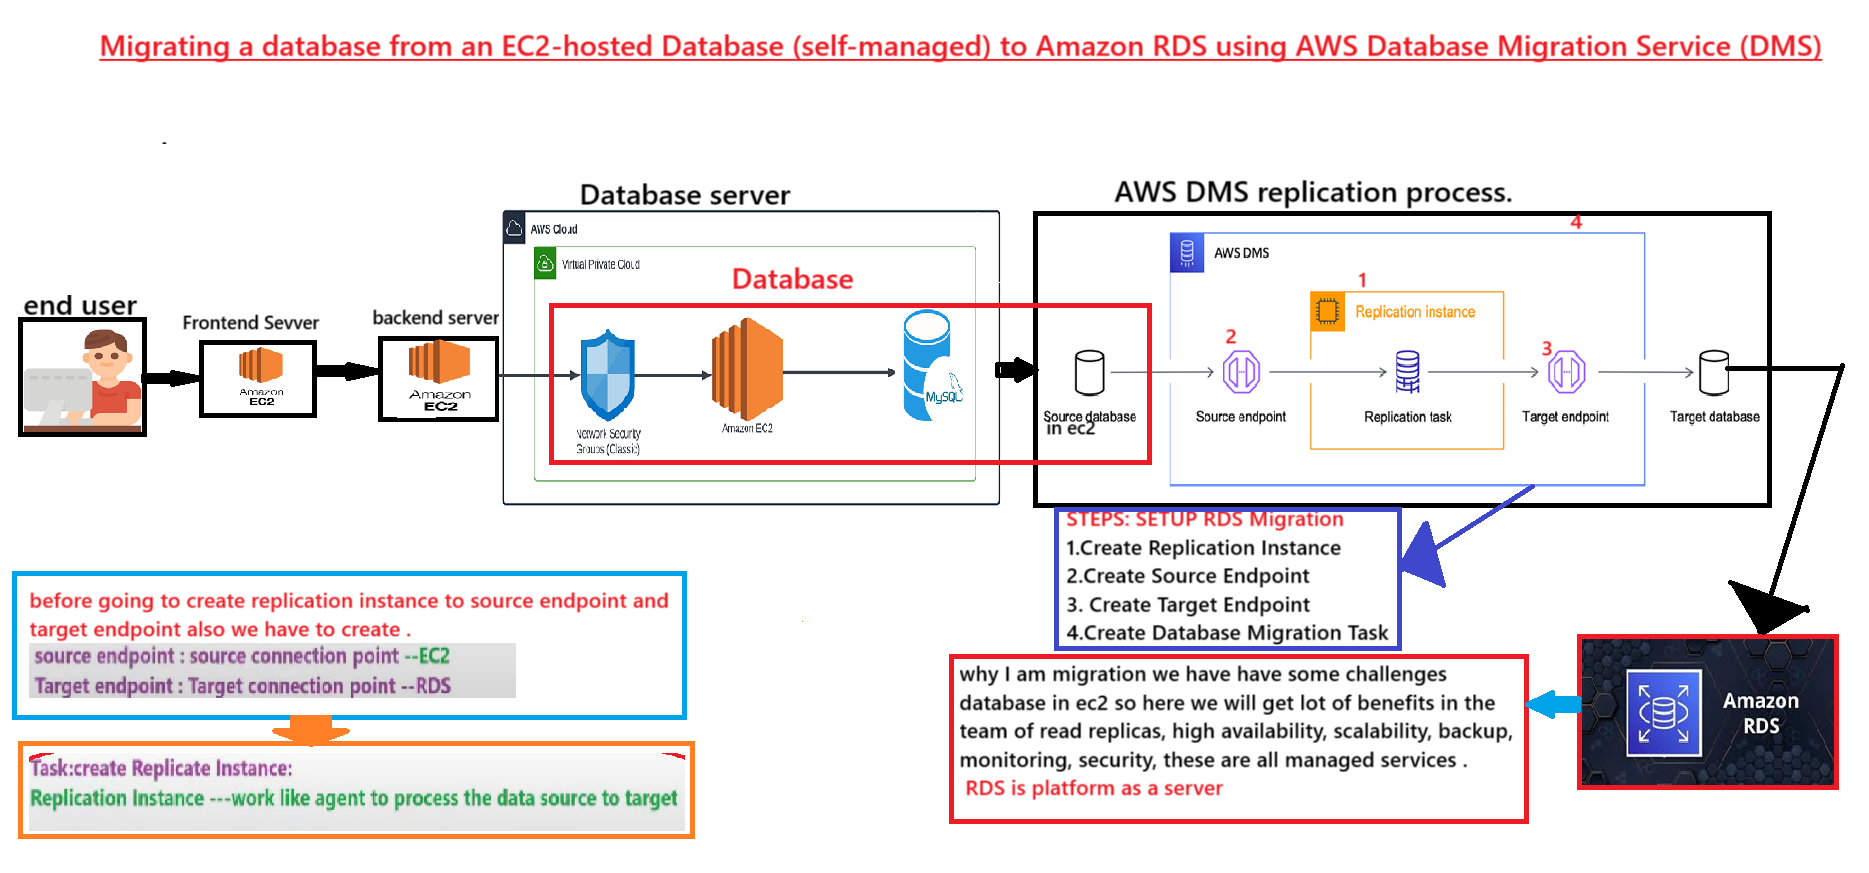 Migrating a database from an EC2-hosted Database (self-managed) to Amazon RDS using AWS Database Migration Service (DMS)
Database server
AWS DMS replication process.
AWS Cloud
Virtual Private Cloud
Database
4
AWS DMS
1
Replication instance
end user
Frontend Sevver
backend server
Amazon
EC2
Amazon
EC2
Network Security
Groups (Classic)
Amazon EC2
MySQL
Source database
in ec2
2
Source endpoint
Replication task
3
Target endpoint
Target database
STEPS: SETUP RDS Migration
1.Create Replication Instance
2.Create Source Endpoint
3. Create Target Endpoint
4.Create Database Migration Task
before going to create replication instance to source endpoint and
target endpoint also we have to create .
source endpoint : source connection point --EC2
Target endpoint : Target connection point --RDS
Task:create Replicate Instance:
Replication Instance ---work like agent to process the data source to target
why I am migration we have have some challenges
database in ec2 so here we will get lot of benefits in the
team of read replicas, high availability, scalability, backup,
monitoring, security, these are all managed services .
RDS is platform as a server
Amazon
RDS